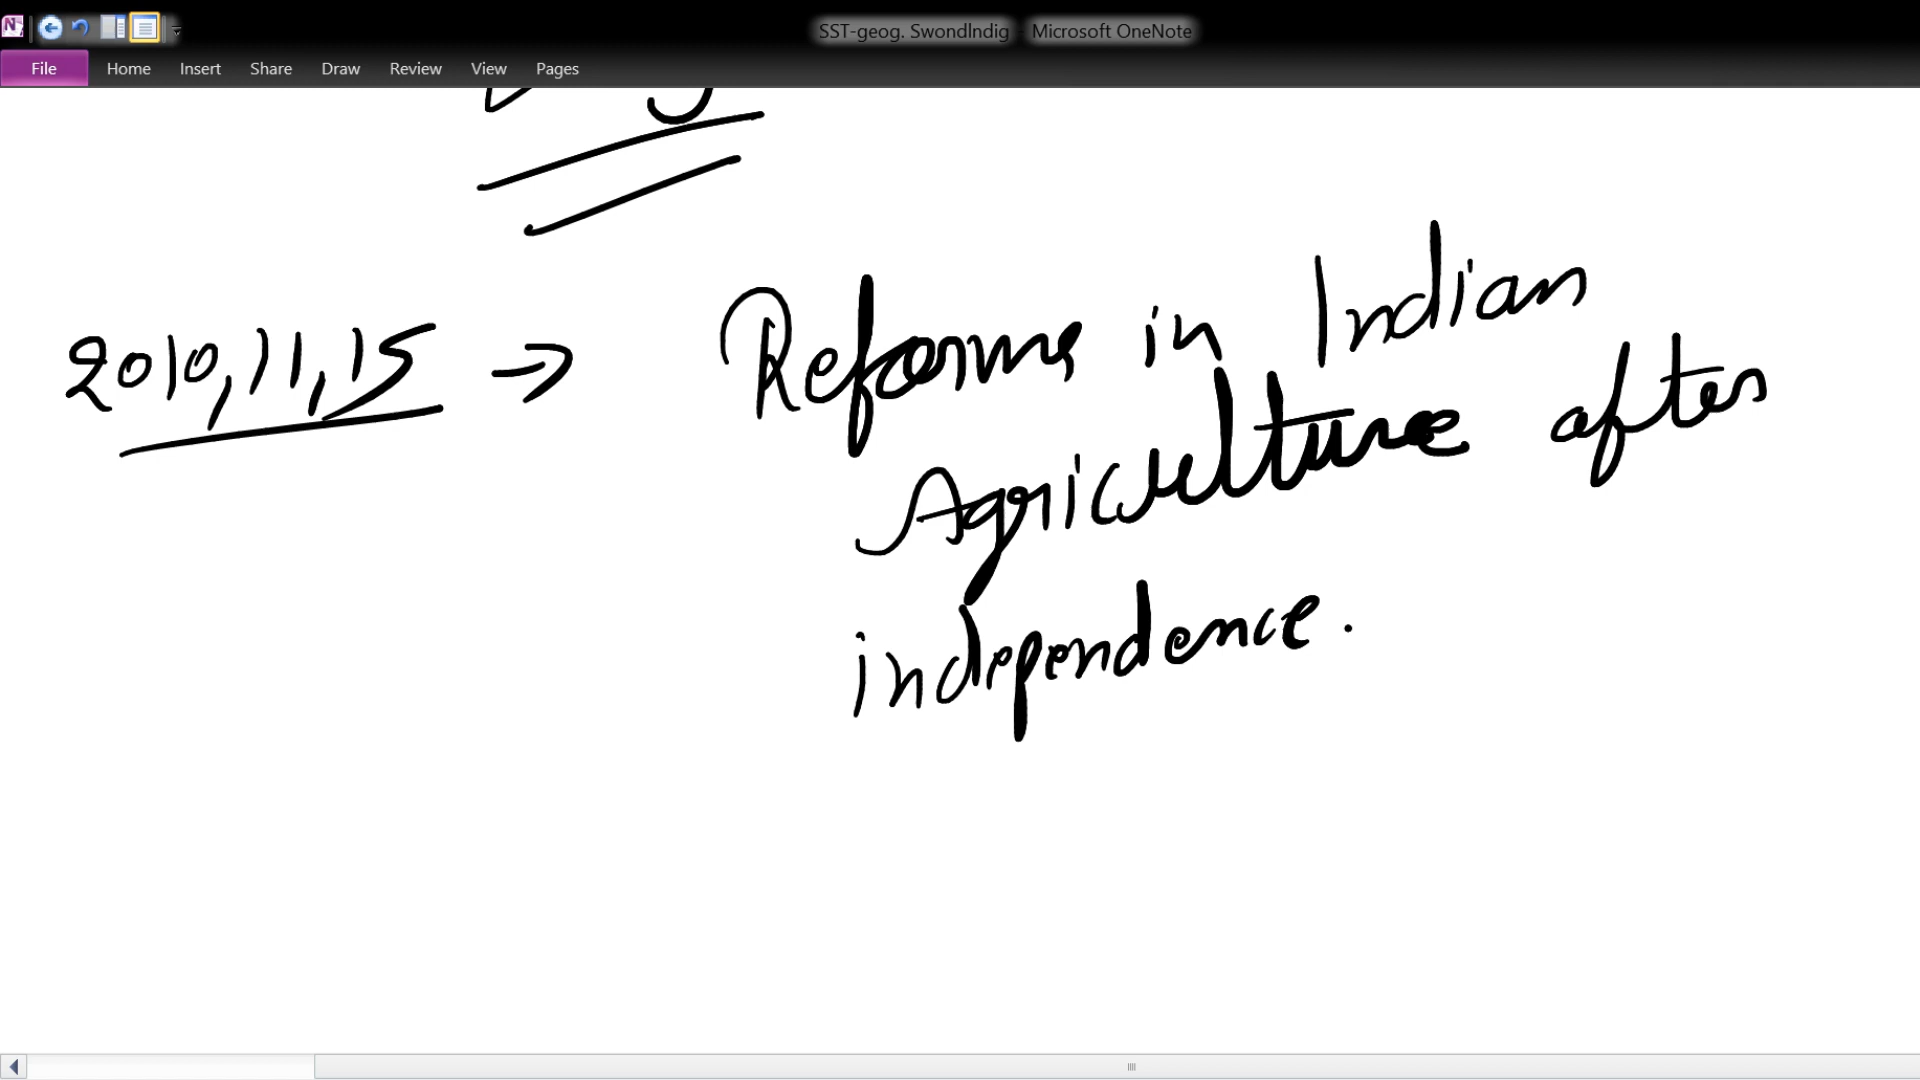 SST-geog. SwondIndig - Microsoft OneNote
File Home Insert Share Draw Review View Pages
2010, 11, 15 → Reforms in Indian
Agriculture after
independence.